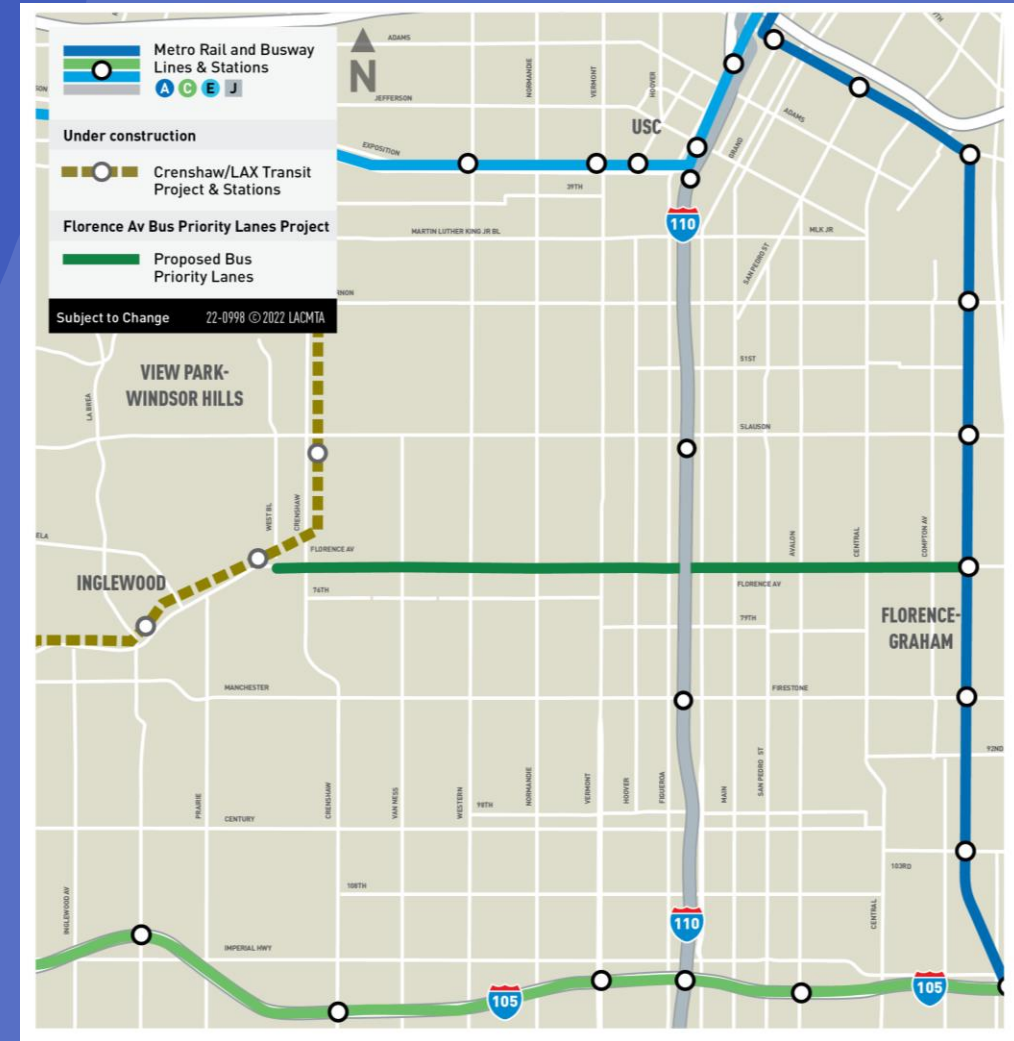 Metro Rail and Busway
Lines & Stations
A C E J
Under construction
Crenshaw/LAX Transit
Project & Stations
Florence Av Bus Priority Lanes Project
Proposed Bus
Priority Lanes
Subject to Change 22-0998 © 2022 LACMTA
N
ADAMS
JEFFERSON
EXPOSITION
NORMANDIE
VERMONT
HOOVER
USC
GRAND
ADAMS
39TH
110
MARTIN LUTHER KING JR BL
MLK JR
SAN PEDRO ST
51ST
VIEW PARK-
WINDSOR HILLS
LA BREA
SLAUSON
WEST BL
CRENSHAW
FLORENCE AV
AVALON
CENTRAL
COMPTON AV
INGLEWOOD
76TH
FLORENCE AV
79TH
FLORENCE-
GRAHAM
MANCHESTER
FIRESTONE
92ND
PRAIRIE
CRENSHAW
VAN NESS
WESTERN
NORMANDIE
VERMONT
HOOVER
FIGUEROA
MAIN
SAN PEDRO ST
98TH
CENTURY
103RD
108TH
INGLEWOOD AV
CENTRAL
110
IMPERIAL HWY
105
105